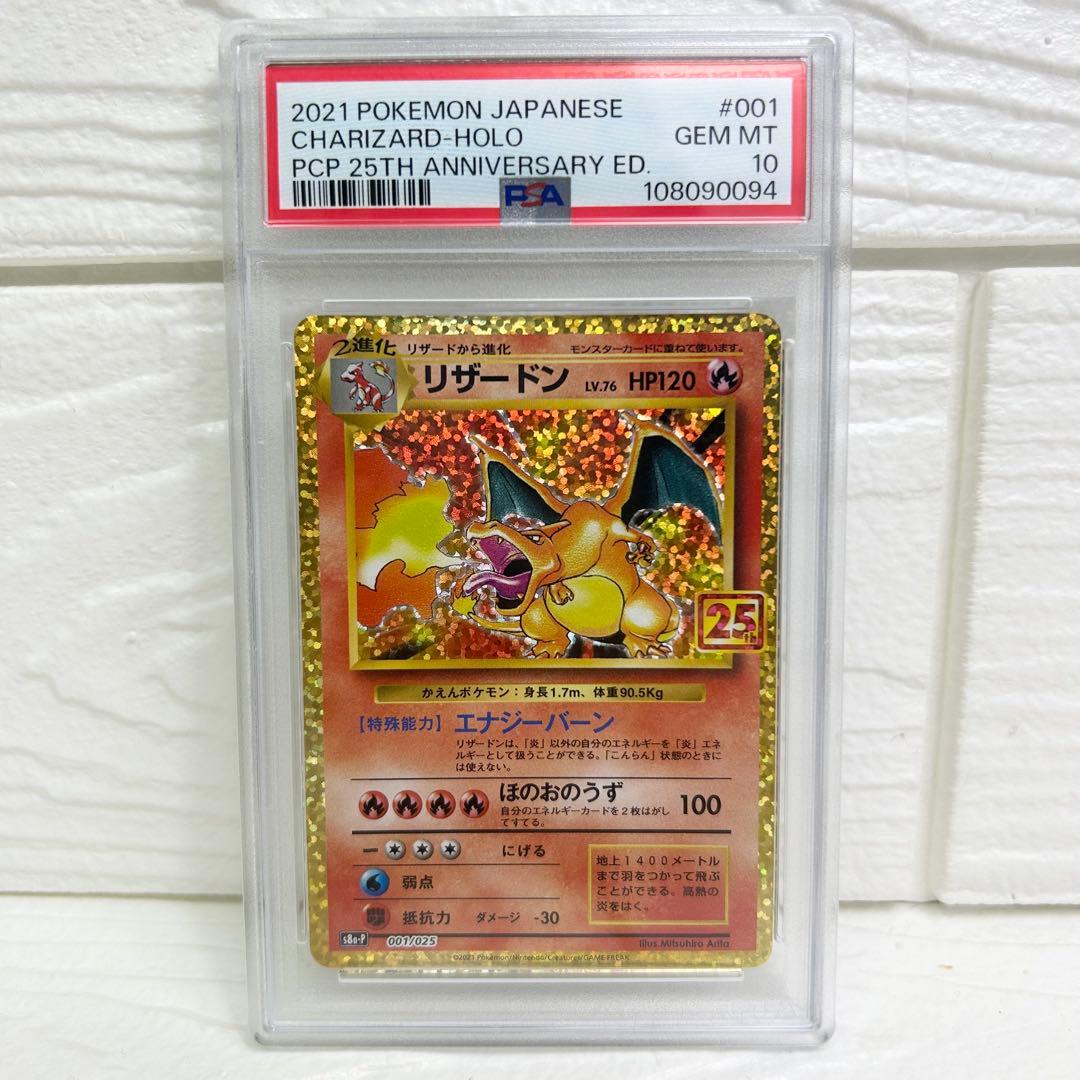 2021 POKEMON JAPANESE #001
CHARIZARD-HOLO GEM MT
PCP 25TH ANNIVERSARY ED. 10
PSA 108090094
2進化 リザードから進化 モンスターカードに重ねて使います。
リザードン LV.76 HP120
25th
かえんポケモン:身長1.7m、体重90.5Kg
【特殊能力】エナジーバーン
リザードンは、「炎」以外の自分のエネルギーを「炎」エネ
ルギーとして扱うことができる。「こんらん」状態のときに
は使えない。
ほのおのうず 100
自分のエネルギーカードを2枚はがし
てすてる。
ー にげる
弱点
抵抗力 ダメージ -30
地上1400メートル
まで羽をつかって飛ぶ
ことができる。高熱の
炎をはく。
s8a-P 001/025 Illus.Mitsuhiro Arita
©2021 Pokémon/Nintendo/Creatures/GAME FREAK